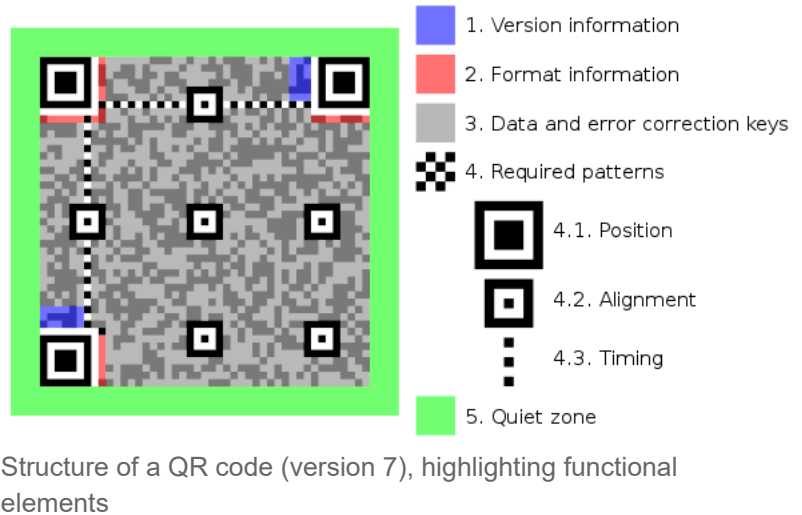 1. Version information
2. Format information
3. Data and error correction keys
4. Required patterns
4.1. Position
4.2. Alignment
4.3. Timing
5. Quiet zone
Structure of a QR code (version 7), highlighting functional
elements